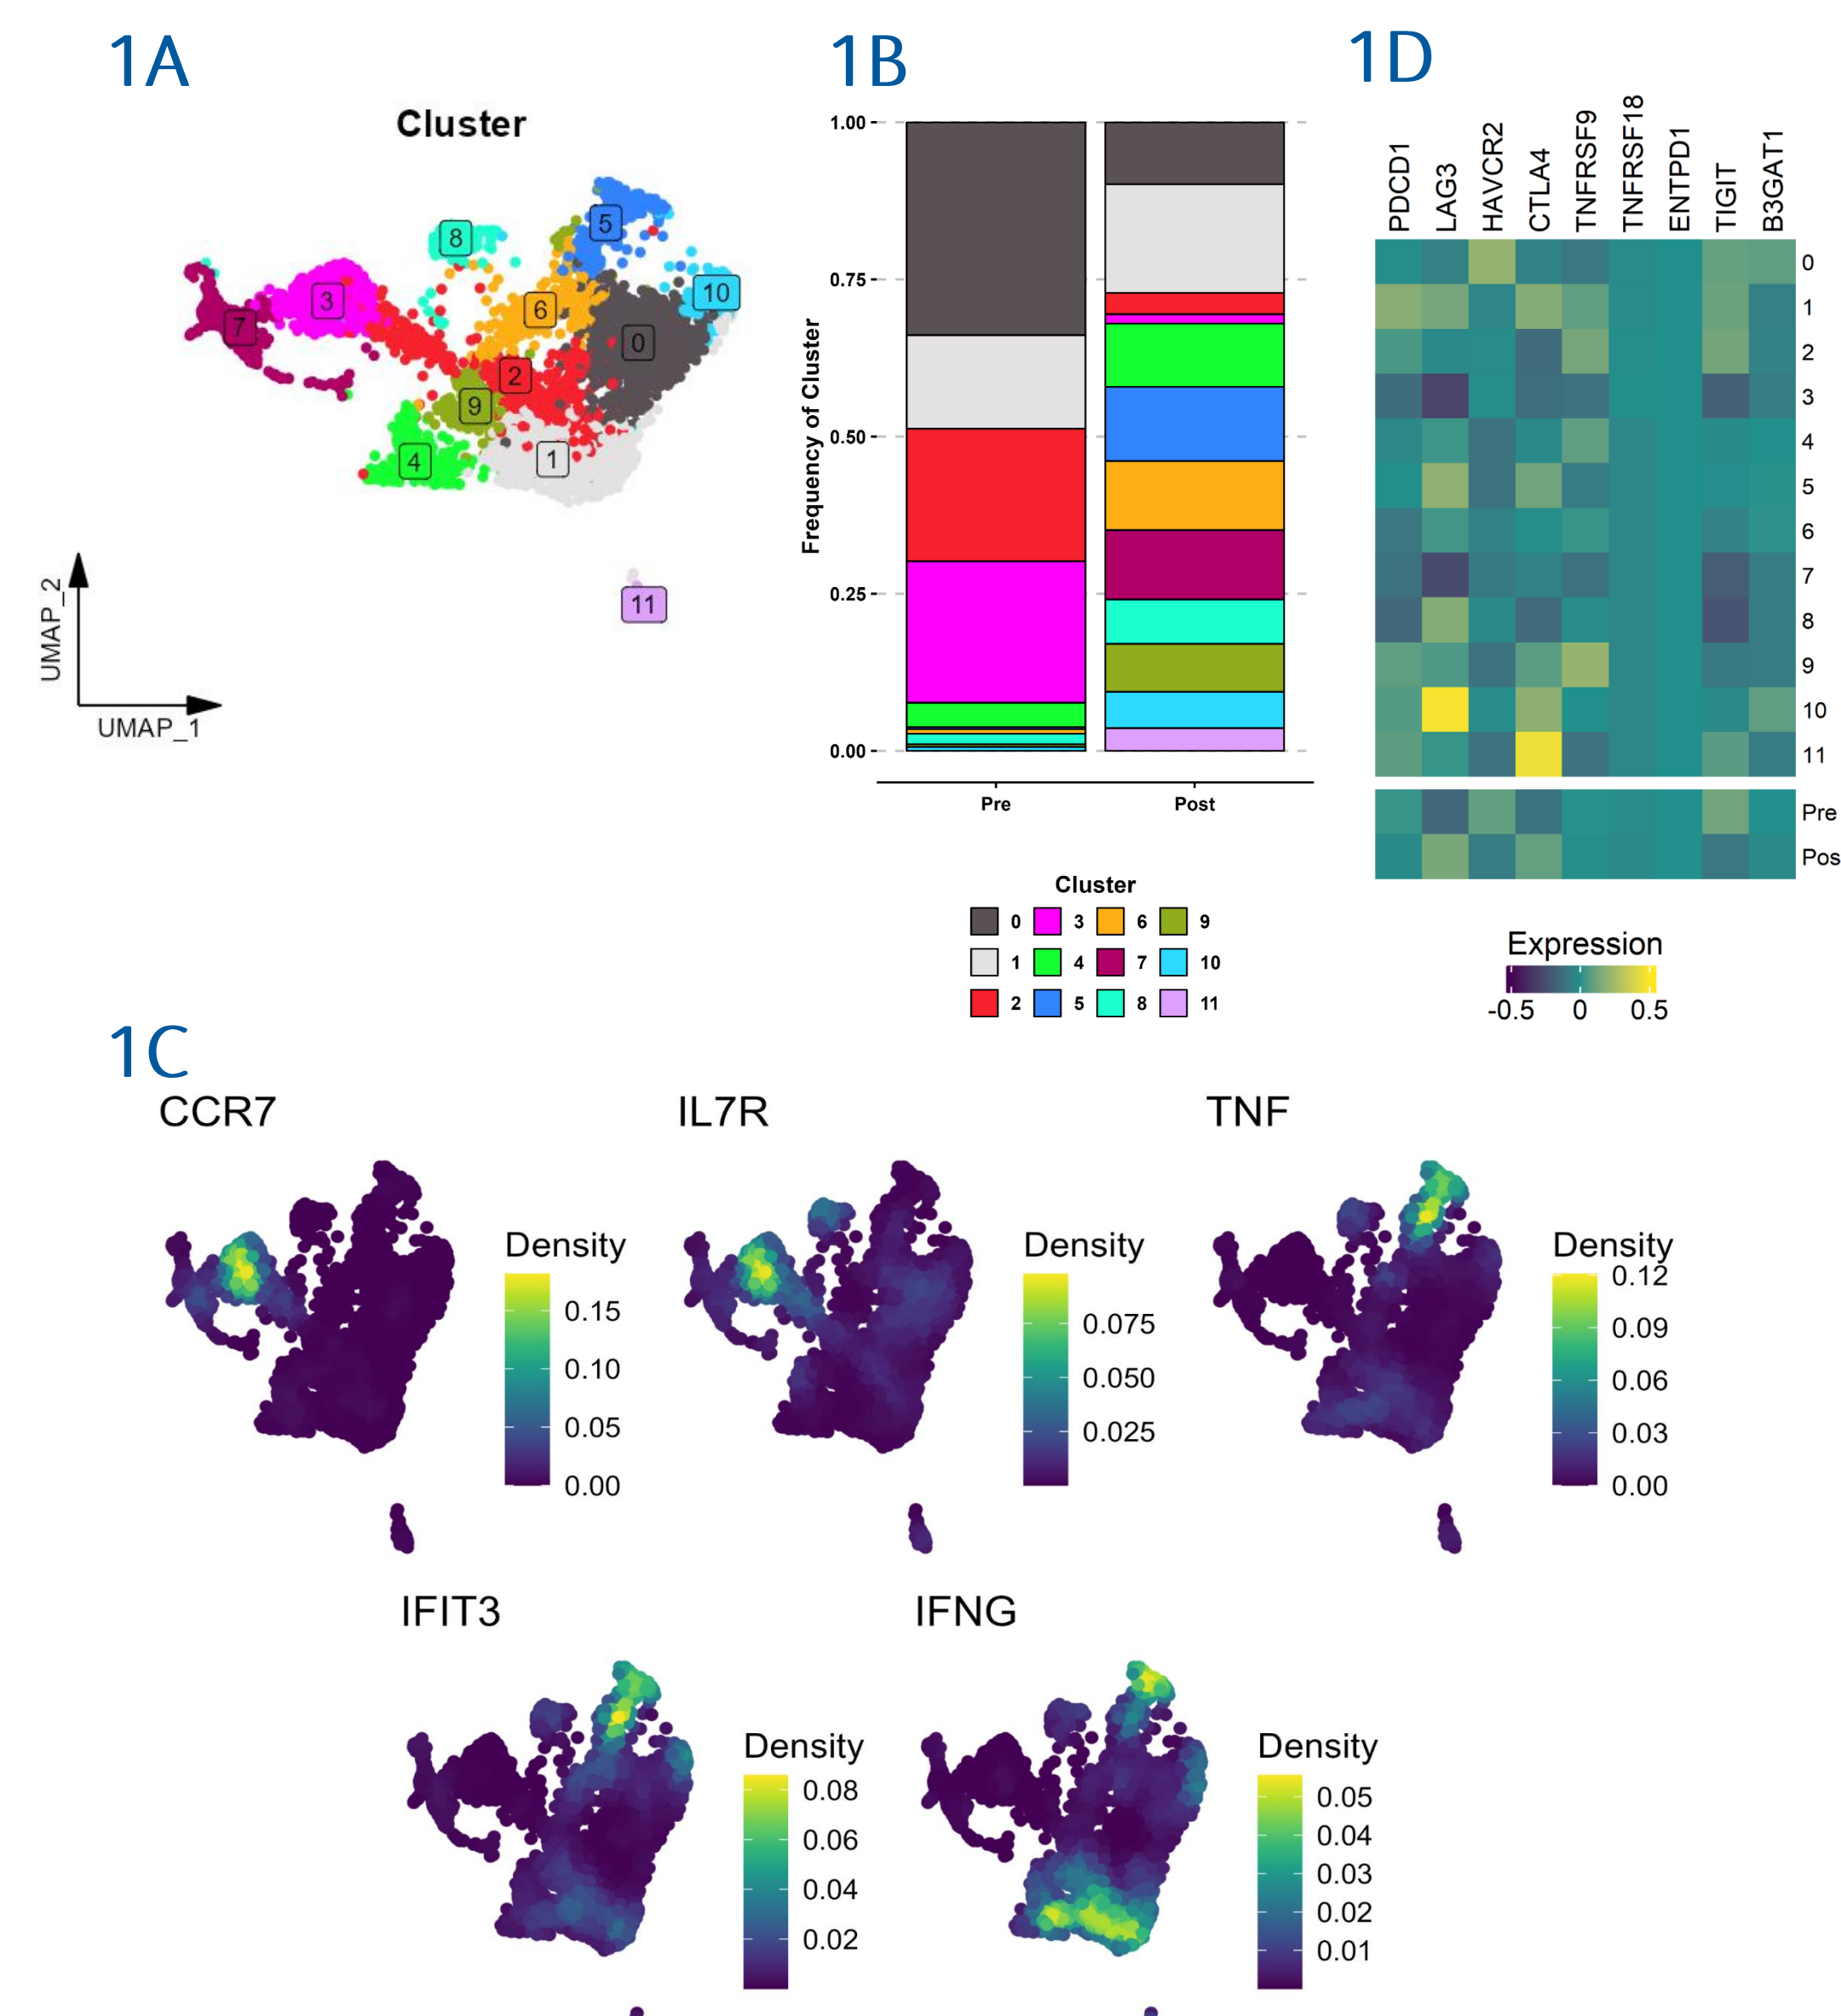 1A
Cluster
8
5
3
10
7
6
0
2
9
4
1
11
UMAP_2
UMAP_1
1B
Frequency of Cluster
1.00
0.75
0.50
0.25
0.00
Pre
Post
Cluster
0 3 6 9
1 4 7 10
2 5 8 11
1D
PDCD1
LAG3
HAVCR2
CTLA4
TNFRSF9
TNFRSF18
ENTPD1
TIGIT
B3GAT1
0
1
2
3
4
5
6
7
8
9
10
11
Pre
Pos
Expression
-0.5 0 0.5
1C
CCR7
Density
0.15
0.10
0.05
0.00
IL7R
Density
0.075
0.050
0.025
TNF
Density
0.12
0.09
0.06
0.03
0.00
IFIT3
Density
0.08
0.06
0.04
0.02
IFNG
Density
0.05
0.04
0.03
0.02
0.01